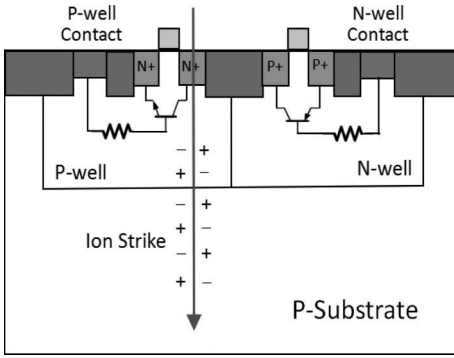 P-well
Contact
N-well
Contact
N+
N+
P+
P+
− +
+ −
P-well
N-well
− +
+ −
Ion Strike
− +
+ −
P-Substrate